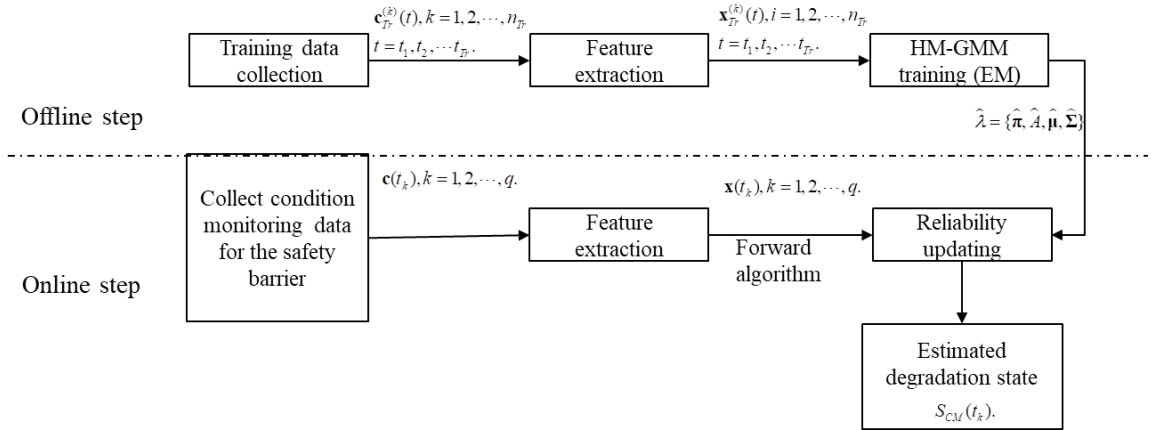 c_{Tr}^{(k)}(t), k = 1, 2, ⋯, n_{Tr}
t = t_1, t_2, ⋯ t_{Tr}.
x_{Tr}^{(k)}(t), i = 1, 2, ⋯, n_{Tr}
t = t_1, t_2, ⋯ t_{Tr}.
Training data
collection
Feature
extraction
HM-GMM
training (EM)
Offline step
λ̂ = {π̂, Â, μ̂, Σ̂}
Collect condition
monitoring data
for the safety
barrier
c(t_k), k = 1, 2, ⋯, q.
Feature
extraction
x(t_k), k = 1, 2, ⋯, q.
Forward
algorithm
Reliability
updating
Online step
Estimated
degradation state
S_{CM}(t_k).